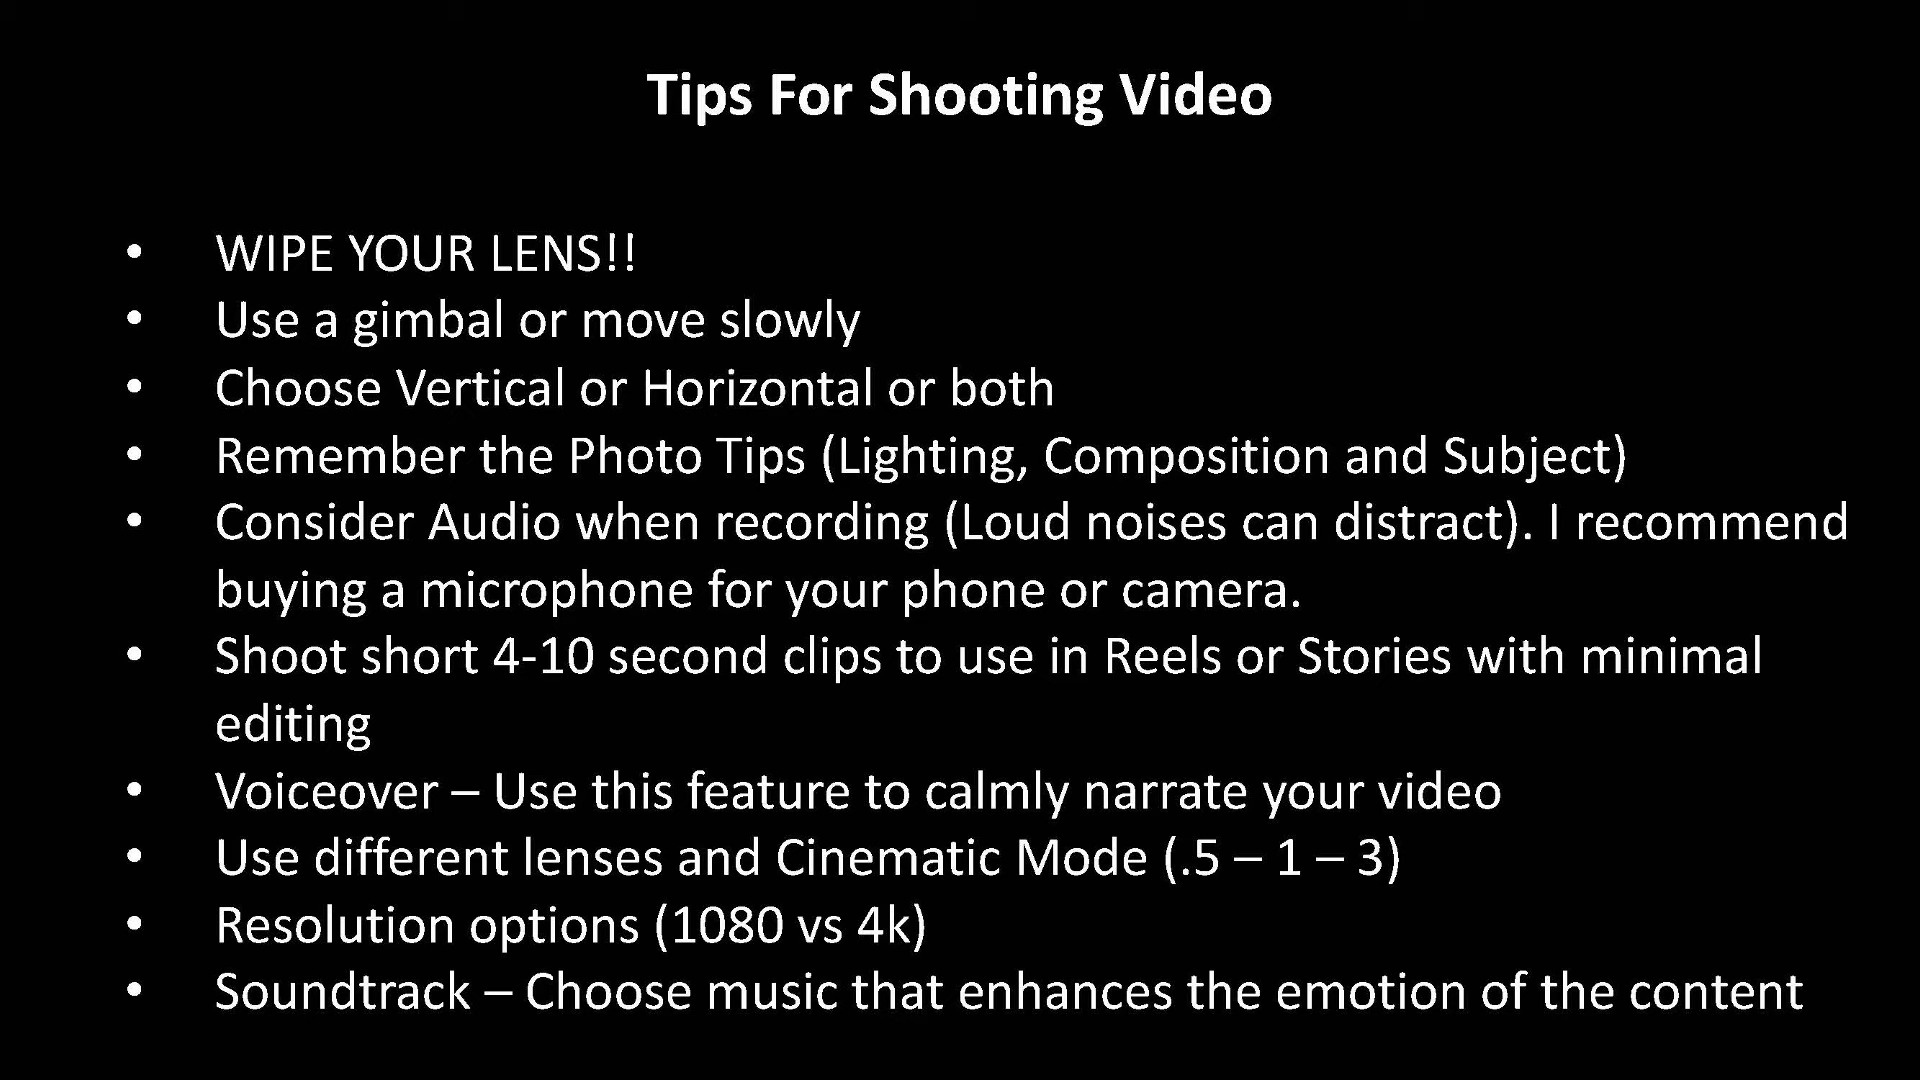 Tips For Shooting Video
• WIPE YOUR LENS!!
• Use a gimbal or move slowly
• Choose Vertical or Horizontal or both
• Remember the Photo Tips (Lighting, Composition and Subject)
• Consider Audio when recording (Loud noises can distract). I recommend
buying a microphone for your phone or camera.
• Shoot short 4-10 second clips to use in Reels or Stories with minimal
editing
• Voiceover – Use this feature to calmly narrate your video
• Use different lenses and Cinematic Mode (.5 – 1 – 3)
• Resolution options (1080 vs 4k)
• Soundtrack – Choose music that enhances the emotion of the content